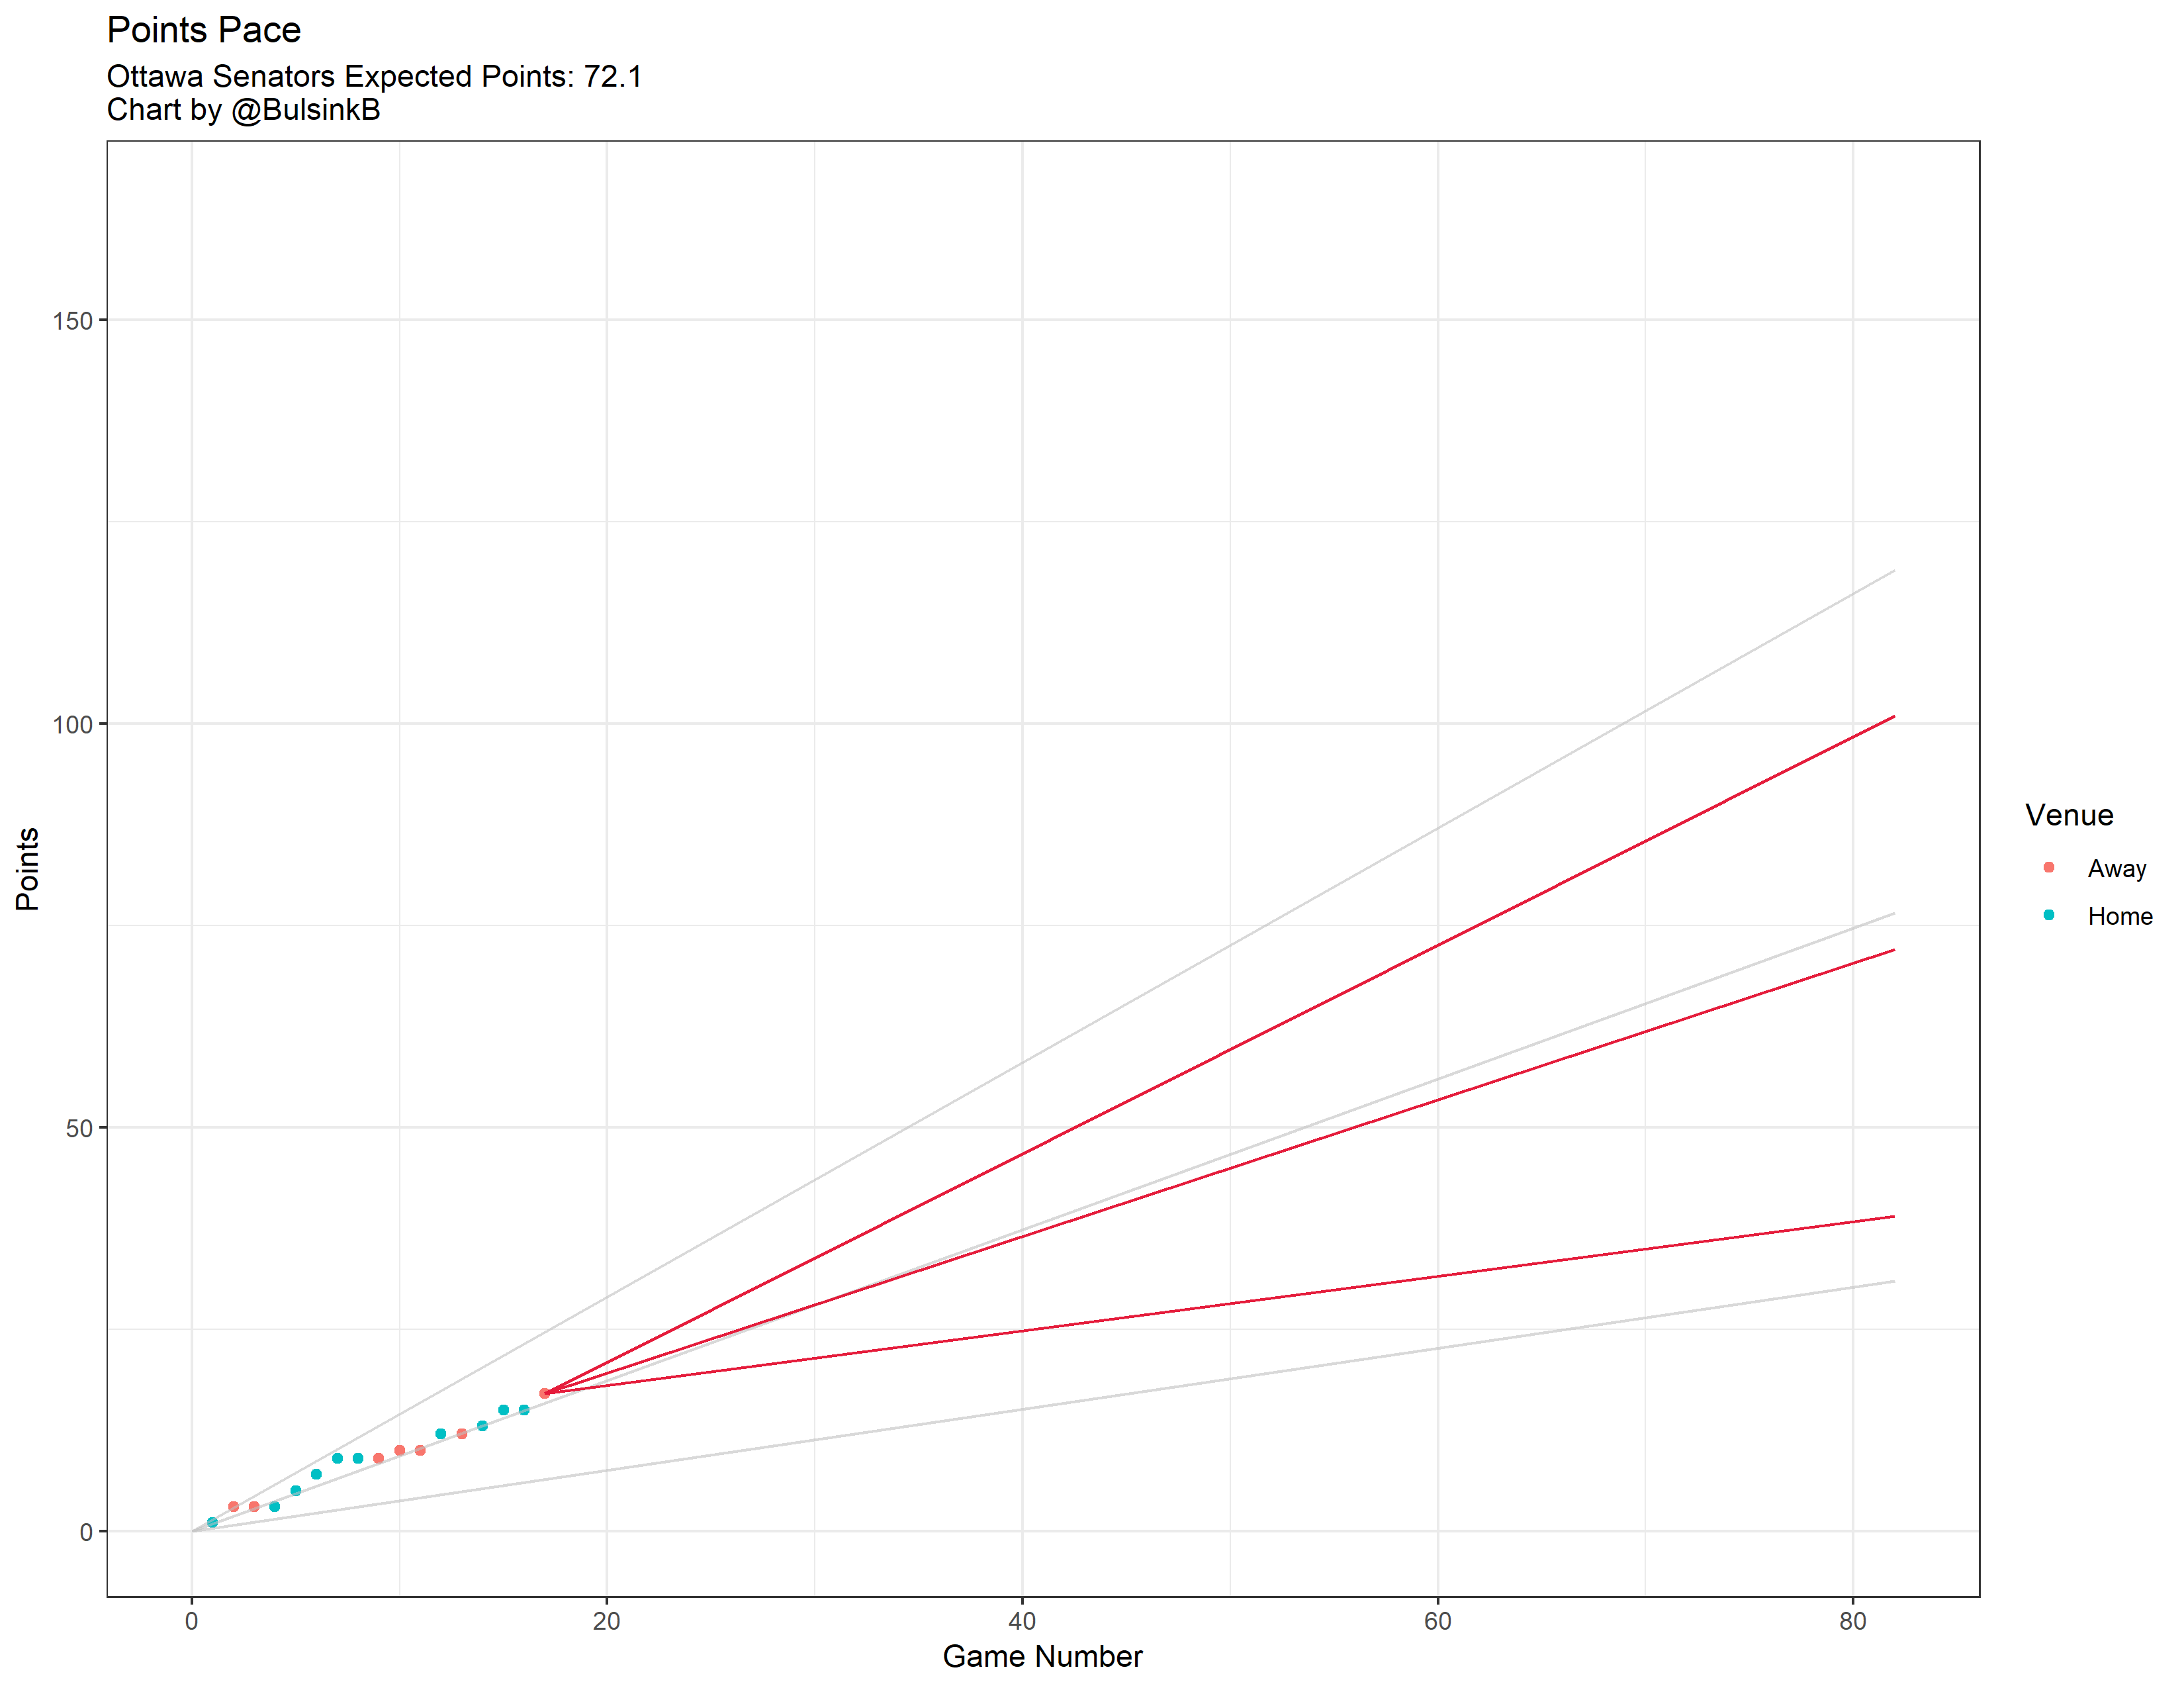 Points Pace
Ottawa Senators Expected Points: 72.1
Chart by @BulsinkB
150
100
50
0
Points
0 20 40 60 80
Game Number
Venue
Away
Home